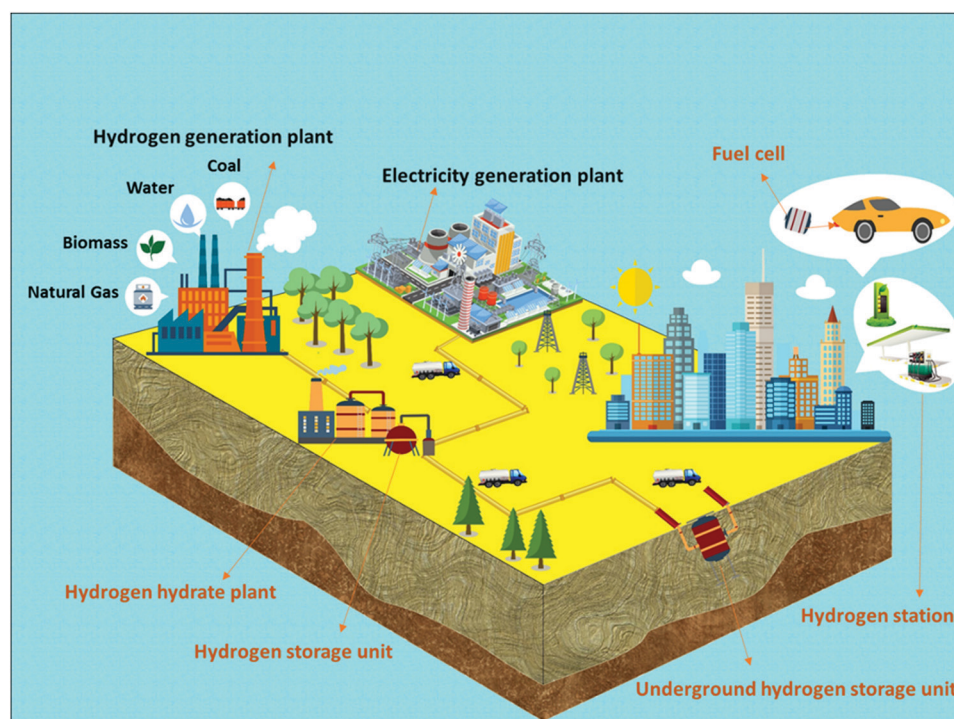 Hydrogen generation plant
Coal
Water
Biomass
Natural Gas
Electricity generation plant
Fuel cell
Hydrogen hydrate plant
Hydrogen storage unit
Hydrogen station
Underground hydrogen storage unit